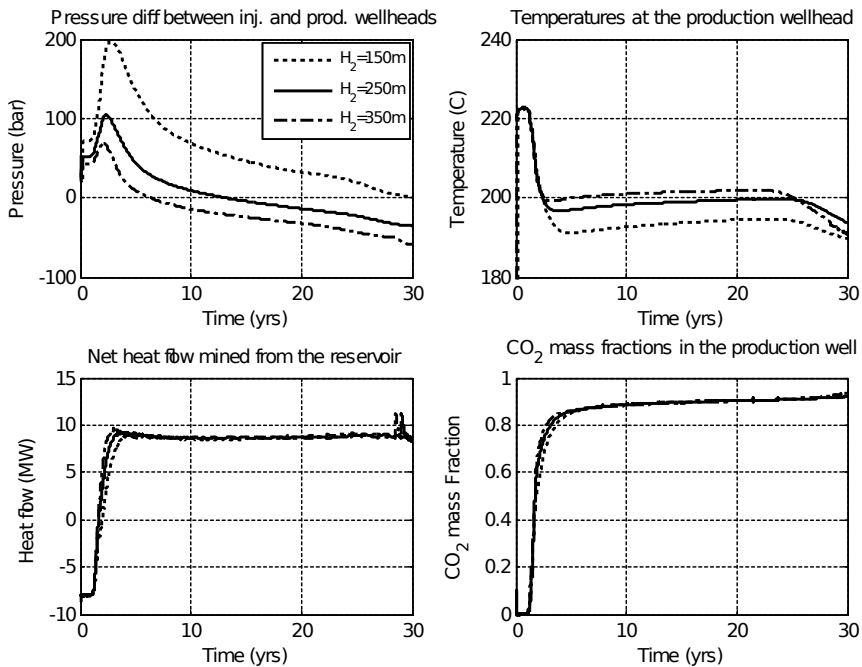 Pressure diff between inj. and prod. wellheads
200
100
0
-100
Pressure (bar)
H2=150m
H2=250m
H2=350m
0 10 20 30
Time (yrs)
Temperatures at the production wellhead
240
220
200
180
Temperature (C)
0 10 20 30
Time (yrs)
Net heat flow mined from the reservoir
15
10
5
0
-5
-10
Heat flow (MW)
0 10 20 30
Time (yrs)
CO2 mass fractions in the production well
1
0.8
0.6
0.4
0.2
0
CO2 mass Fraction
0 10 20 30
Time (yrs)